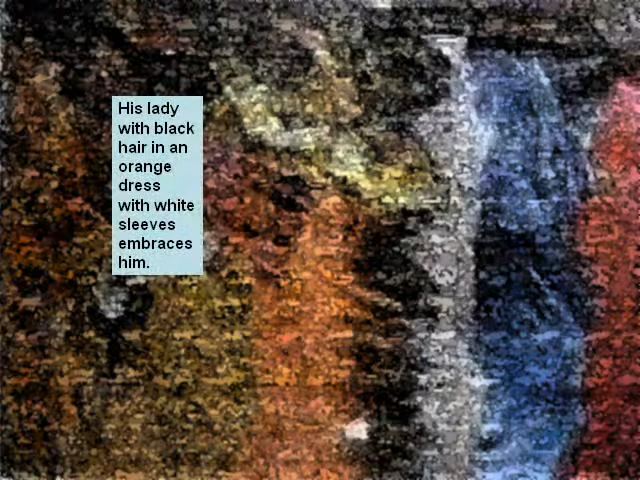 His lady
with black
hair in an
orange
dress
with white
sleeves
embraces
him.